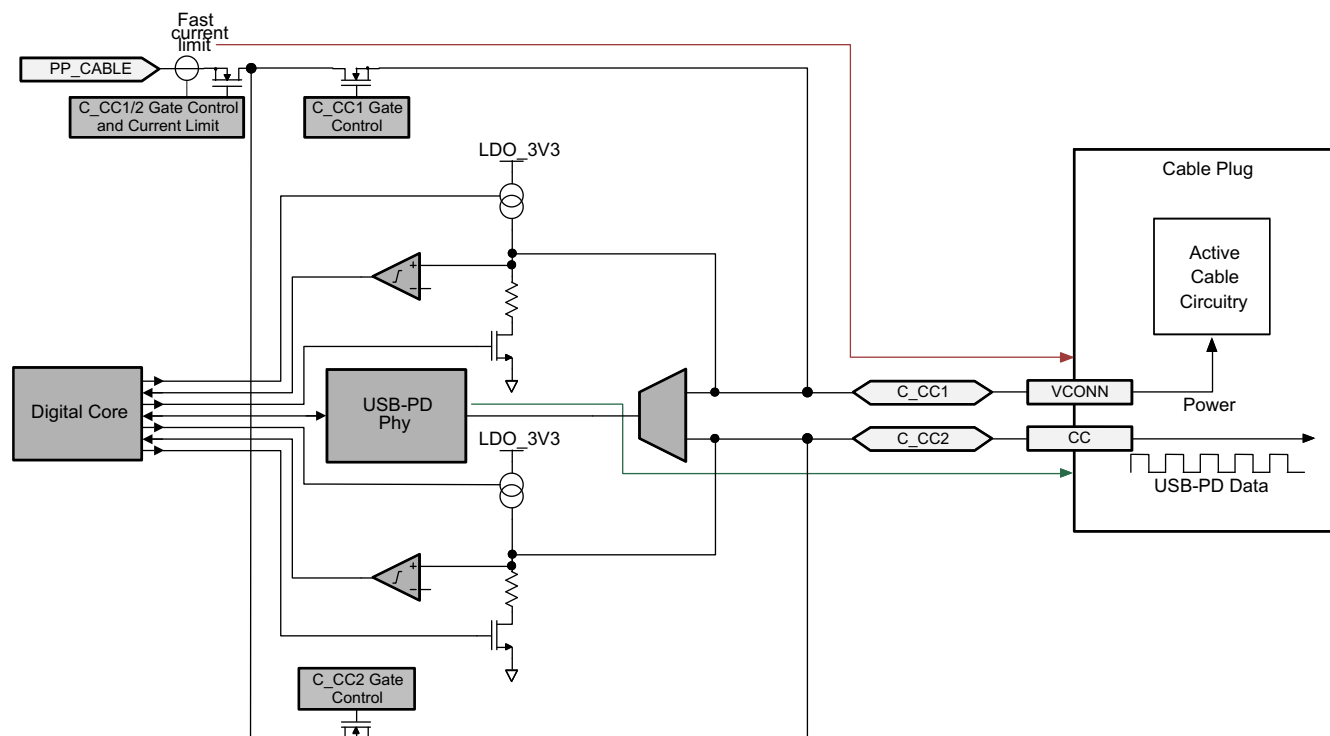 Fast
current
limit
PP_CABLE
C_CC1/2 Gate Control
and Current Limit
C_CC1 Gate
Control
LDO_3V3
Cable Plug
Active
Cable
Circuitry
+
−
Digital Core
USB-PD
Phy
C_CC1
VCONN
Power
LDO_3V3
C_CC2
CC
USB-PD Data
+
−
C_CC2 Gate
Control